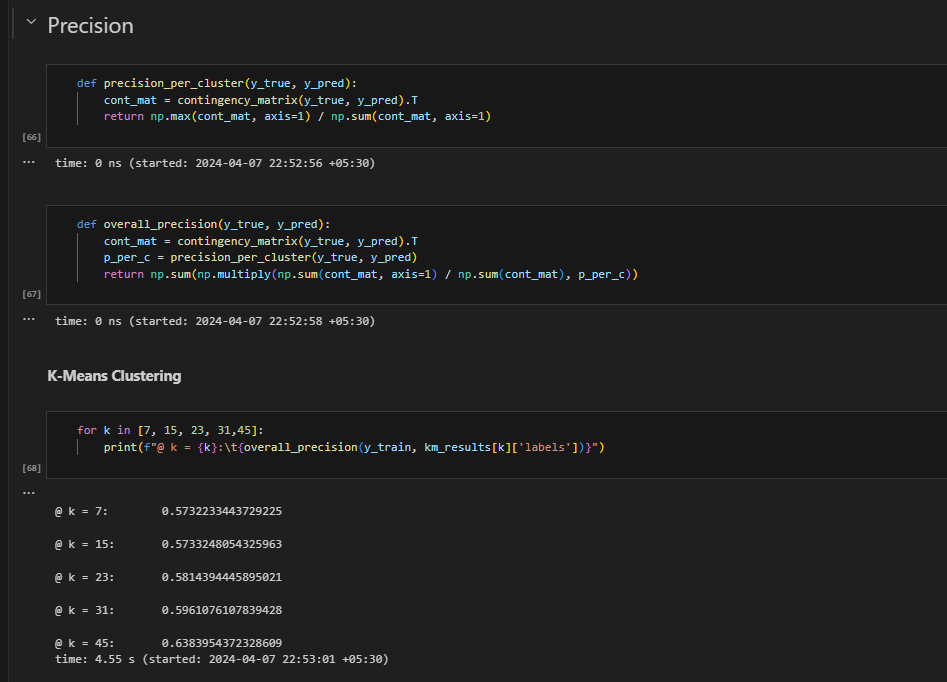 Precision
def precision_per_cluster(y_true, y_pred):
cont_mat = contingency_matrix(y_true, y_pred).T
return np.max(cont_mat, axis=1) / np.sum(cont_mat, axis=1)
[66]
... time: 0 ns (started: 2024-04-07 22:52:56 +05:30)
def overall_precision(y_true, y_pred):
cont_mat = contingency_matrix(y_true, y_pred).T
p_per_c = precision_per_cluster(y_true, y_pred)
return np.sum(np.multiply(np.sum(cont_mat, axis=1) / np.sum(cont_mat), p_per_c))
[67]
... time: 0 ns (started: 2024-04-07 22:52:58 +05:30)
K-Means Clustering
for k in [7, 15, 23, 31,45]:
print(f"@ k = {k}:\t{overall_precision(y_train, km_results[k]['labels'])}")
[68]
...
@ k = 7: 0.5732233443729225
@ k = 15: 0.5733248054325963
@ k = 23: 0.5814394445895021
@ k = 31: 0.5961076107839428
@ k = 45: 0.6383954372328609
time: 4.55 s (started: 2024-04-07 22:53:01 +05:30)